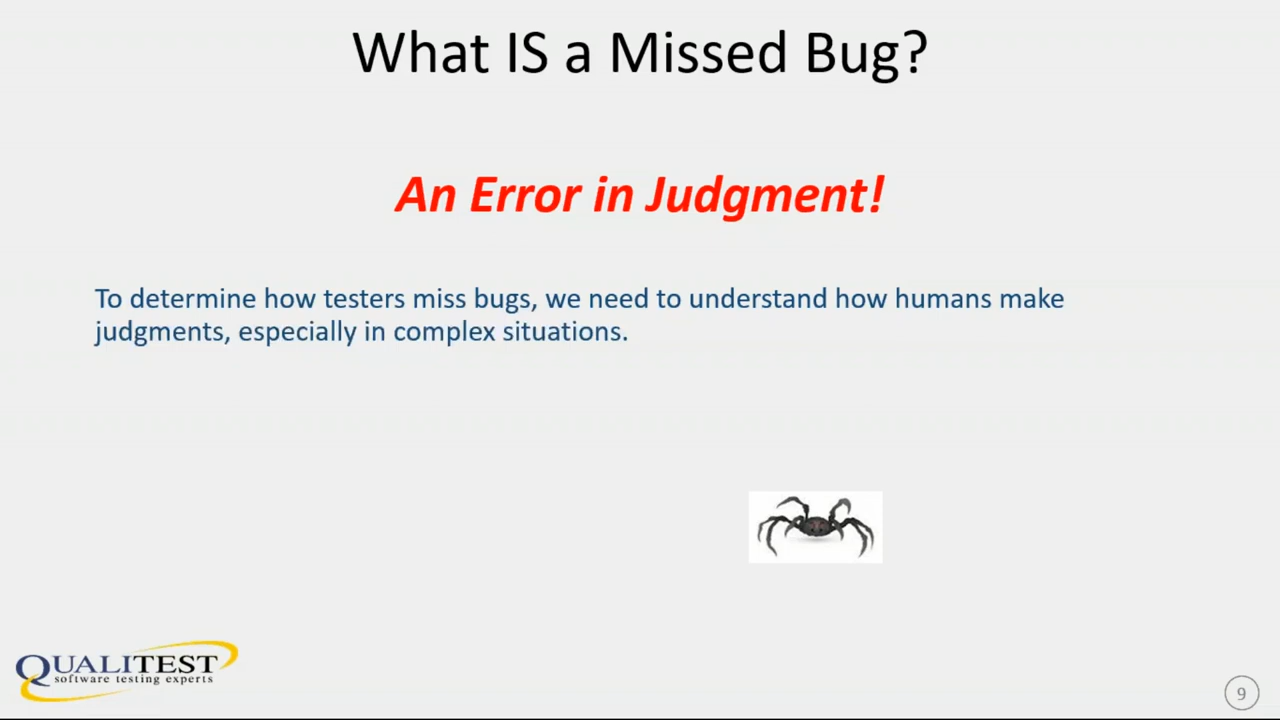 What IS a Missed Bug?
An Error in Judgment!
To determine how testers miss bugs, we need to understand how humans make
judgments, especially in complex situations.
QUALITEST
software testing experts
9